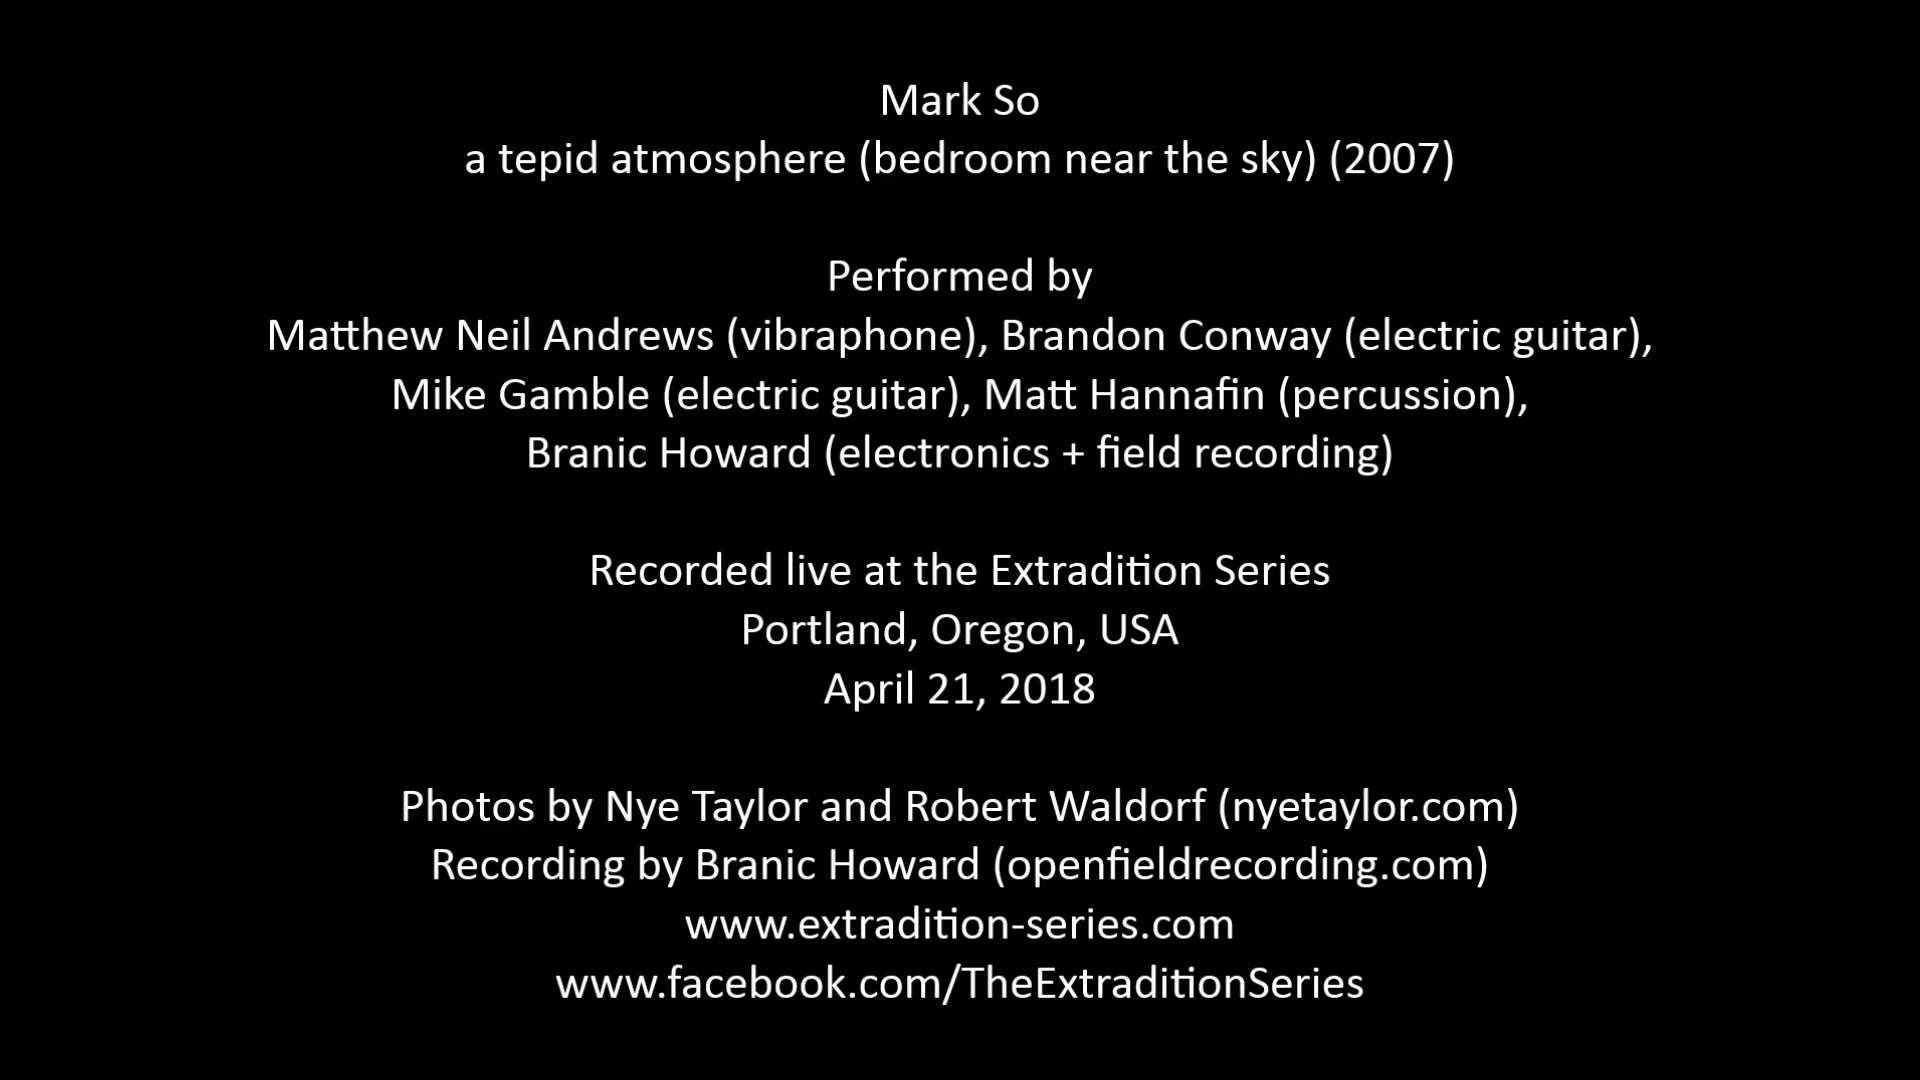 Mark So
a tepid atmosphere (bedroom near the sky) (2007)
Performed by
Matthew Neil Andrews (vibraphone), Brandon Conway (electric guitar),
Mike Gamble (electric guitar), Matt Hannafin (percussion),
Branic Howard (electronics + field recording)
Recorded live at the Extradition Series
Portland, Oregon, USA
April 21, 2018
Photos by Nye Taylor and Robert Waldorf (nyetaylor.com)
Recording by Branic Howard (openfieldrecording.com)
www.extradition-series.com
www.facebook.com/TheExtraditionSeries